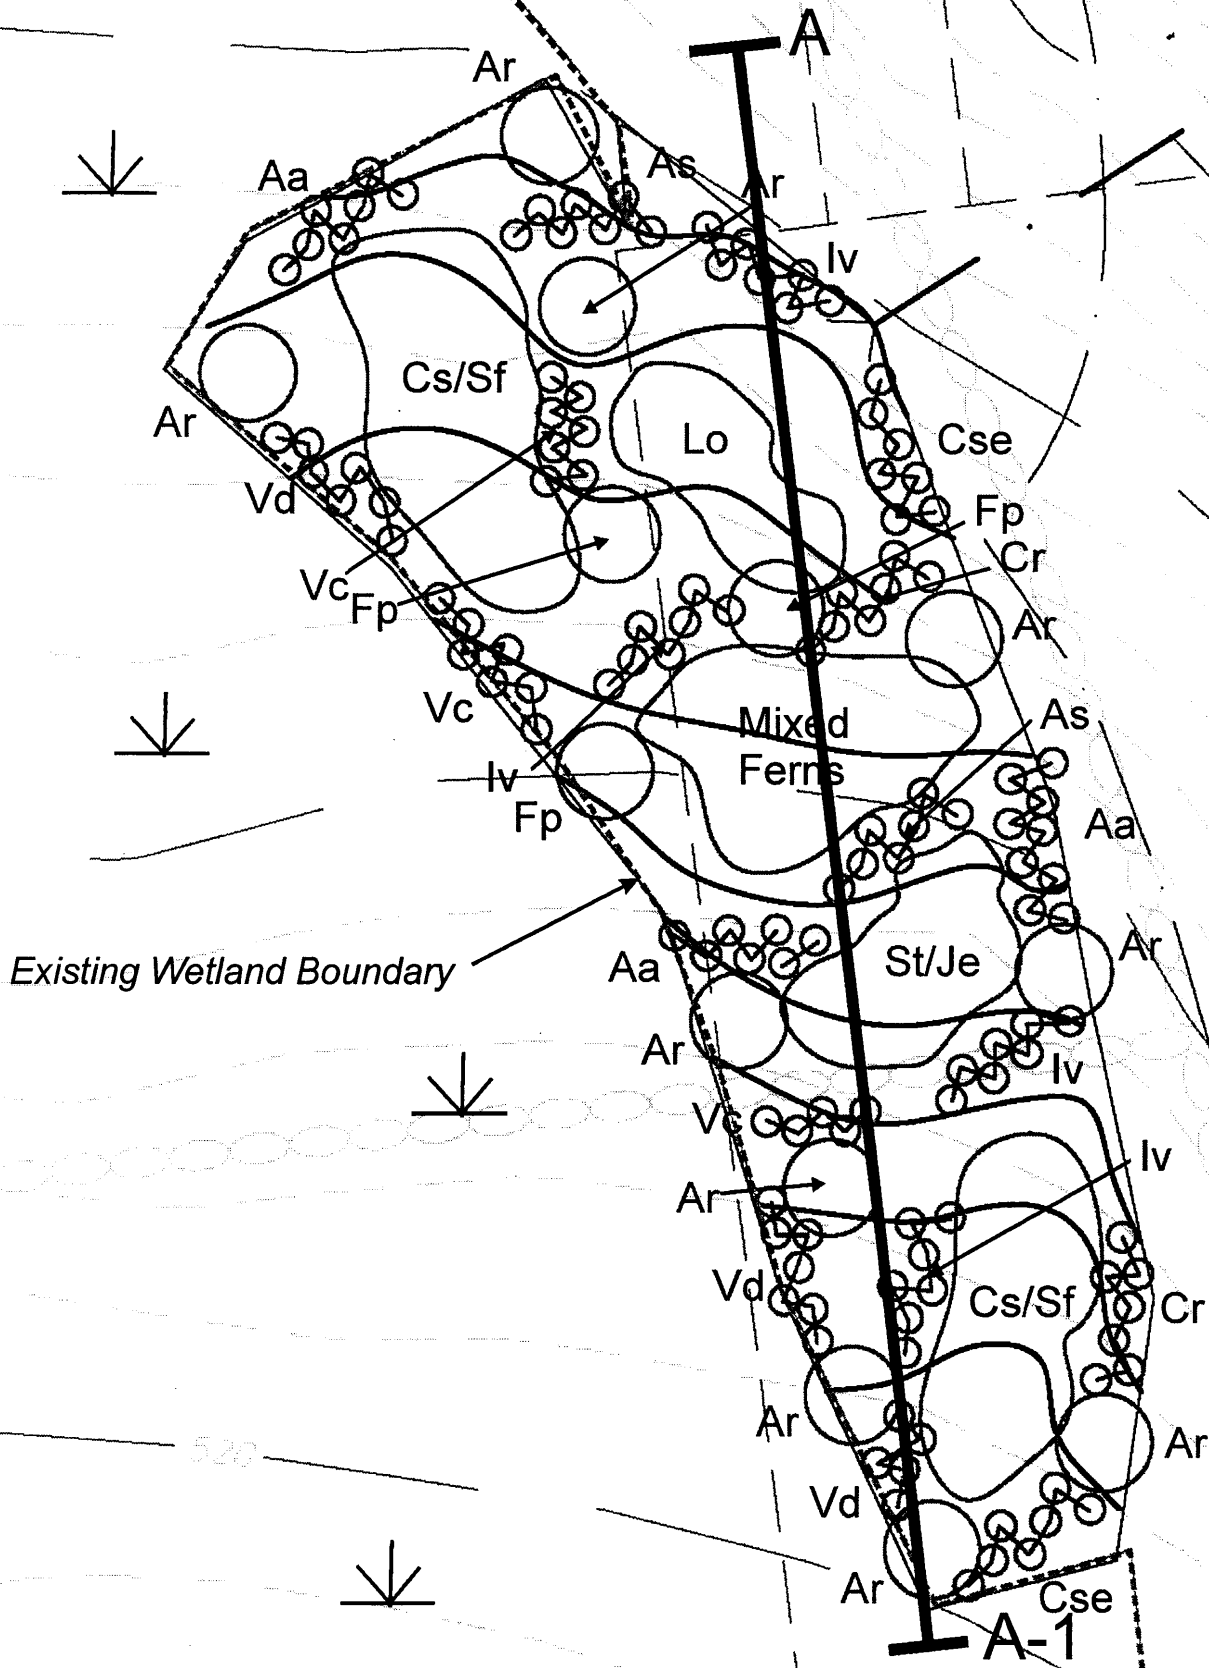 A
Ar
As
Aa
Ar
Iv
Cs/Sf
Ar
Lo
Cse
Vd
Fp
Cr
Vc
Fp
Ar
Vc
As
Mixed
Ferns
Iv
Fp
Aa
Aa
Existing Wetland Boundary
St/Je
Ar
Ar
Iv
Vc
Iv
Ar
Vd
Cs/Sf
Cr
Ar
Ar
520
Vd
Ar
Cse
A-1